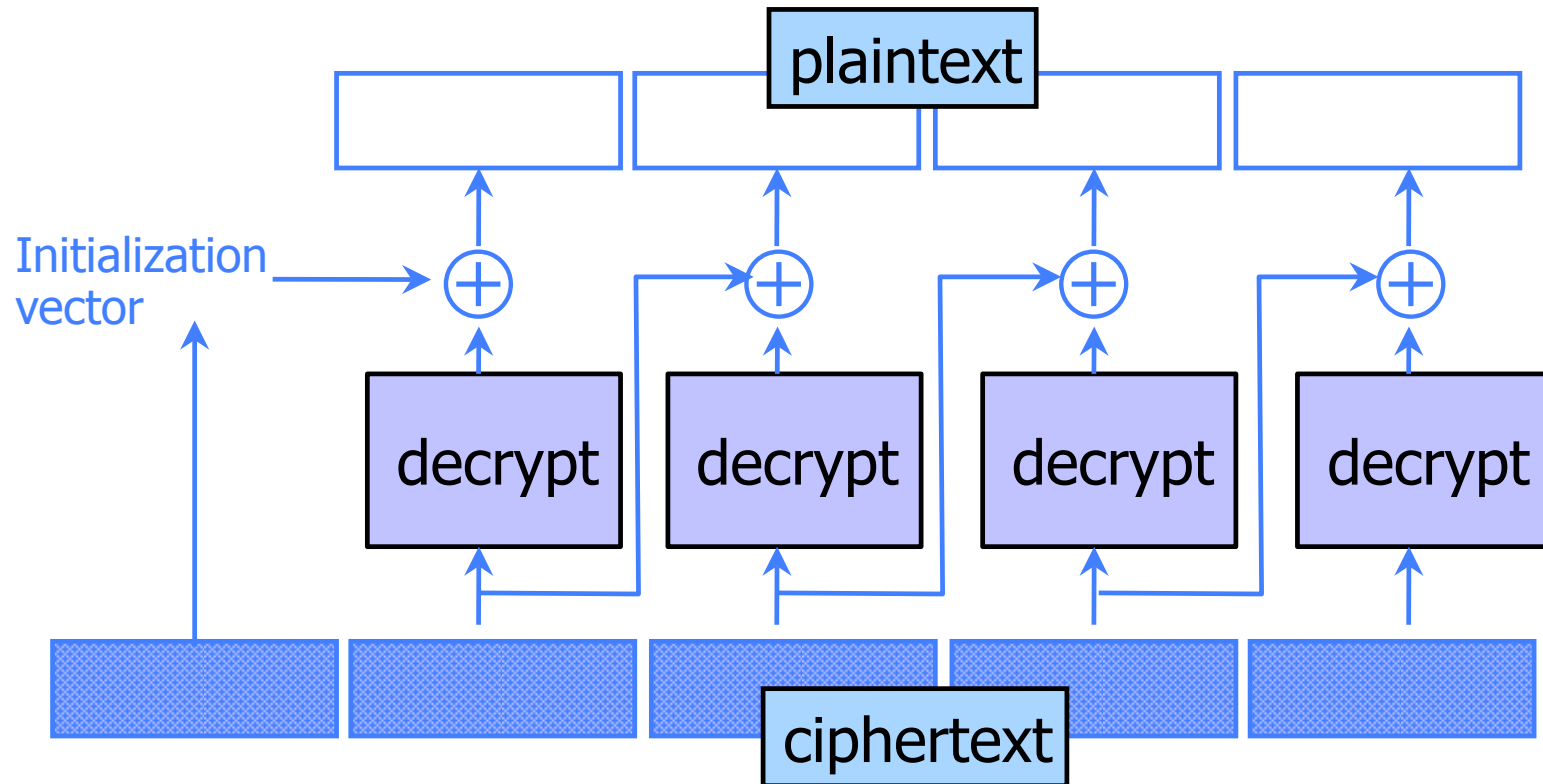 plaintext
Initialization
vector
decrypt decrypt decrypt decrypt
ciphertext